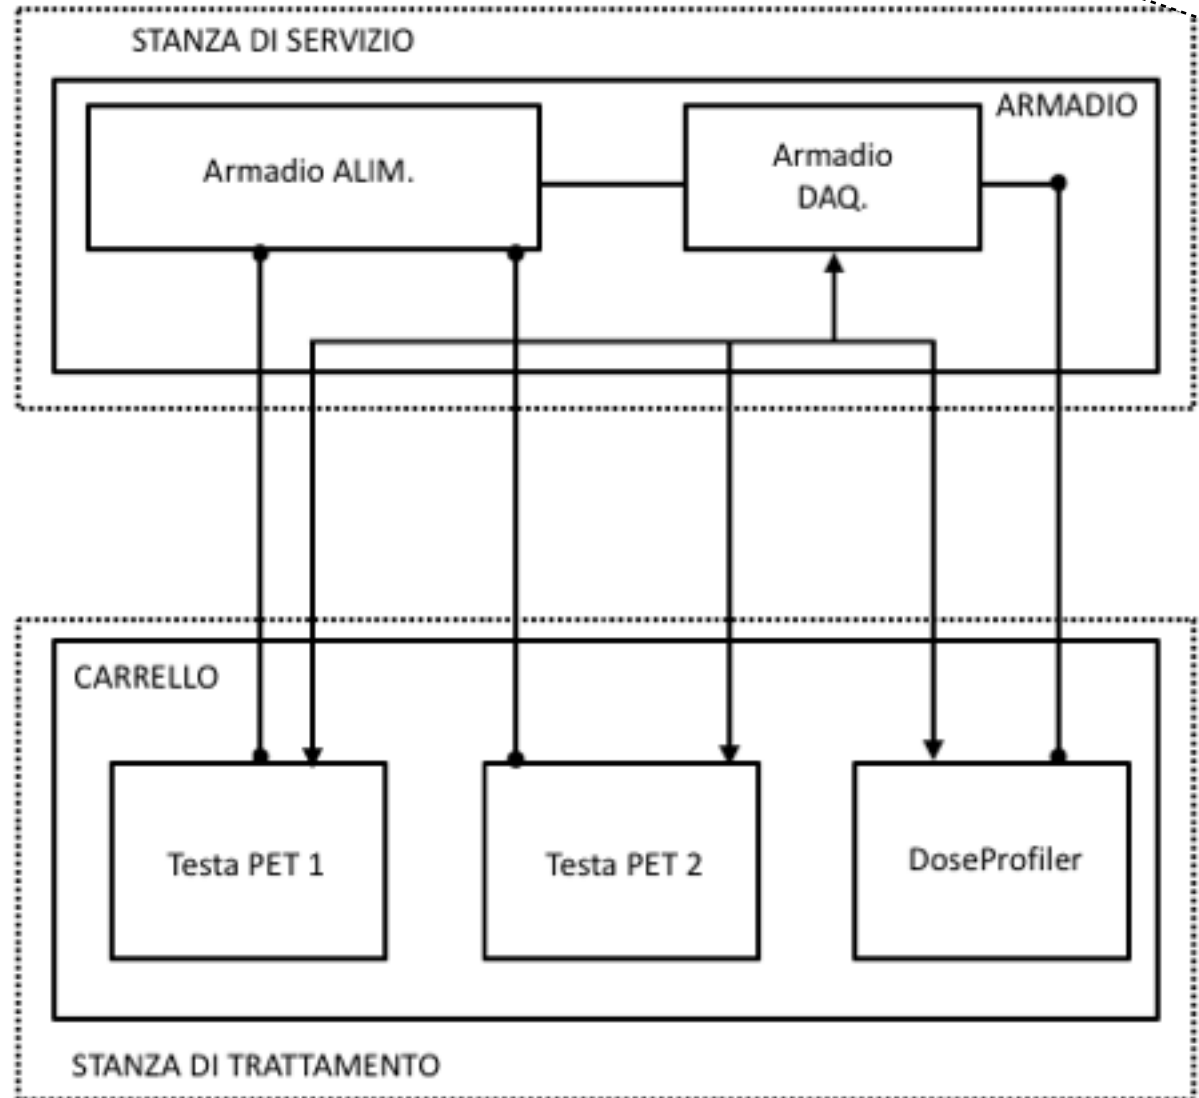 STANZA DI SERVIZIO
ARMADIO
Armadio ALIM.
Armadio
DAQ.
CARRELLO
Testa PET 1
Testa PET 2
DoseProfiler
STANZA DI TRATTAMENTO